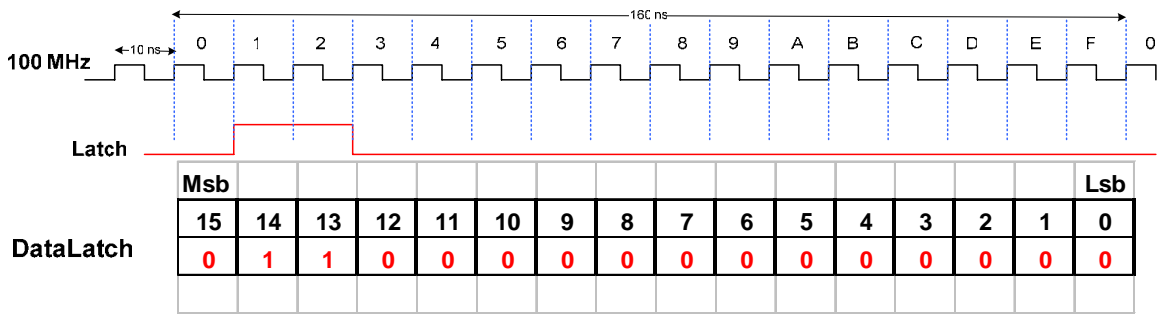 160 ns
10 ns
0 1 2 3 4 5 6 7 8 9 A B C D E F 0
100 MHz
Latch
Msb Lsb
15 14 13 12 11 10 9 8 7 6 5 4 3 2 1 0
DataLatch
0 1 1 0 0 0 0 0 0 0 0 0 0 0 0 0